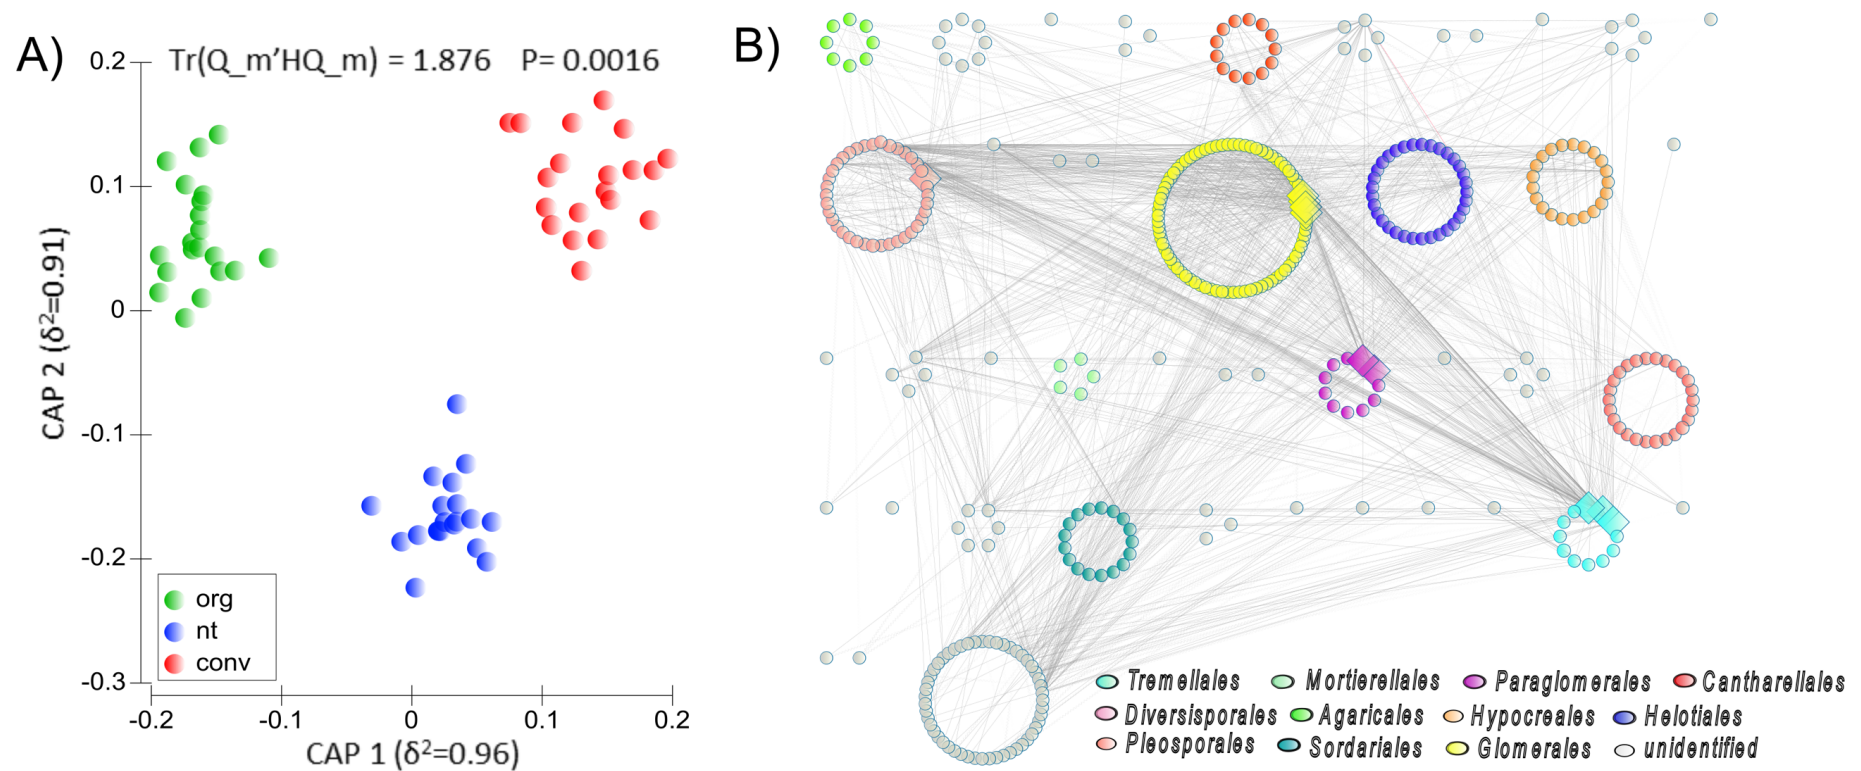 A)
Tr(Q_m'HQ_m) = 1.876 P= 0.0016
0.2
0.1
0
-0.1
-0.2
-0.3
CAP 2 (δ²=0.91)
org
nt
conv
-0.2 -0.1 0 0.1 0.2
CAP 1 (δ²=0.96)
B)
Tremellales Mortierellales Paraglomerales Cantharellales
Diversisporales Agaricales Hypocreales Helotiales
Pleosporales Sordariales Glomerales unidentified